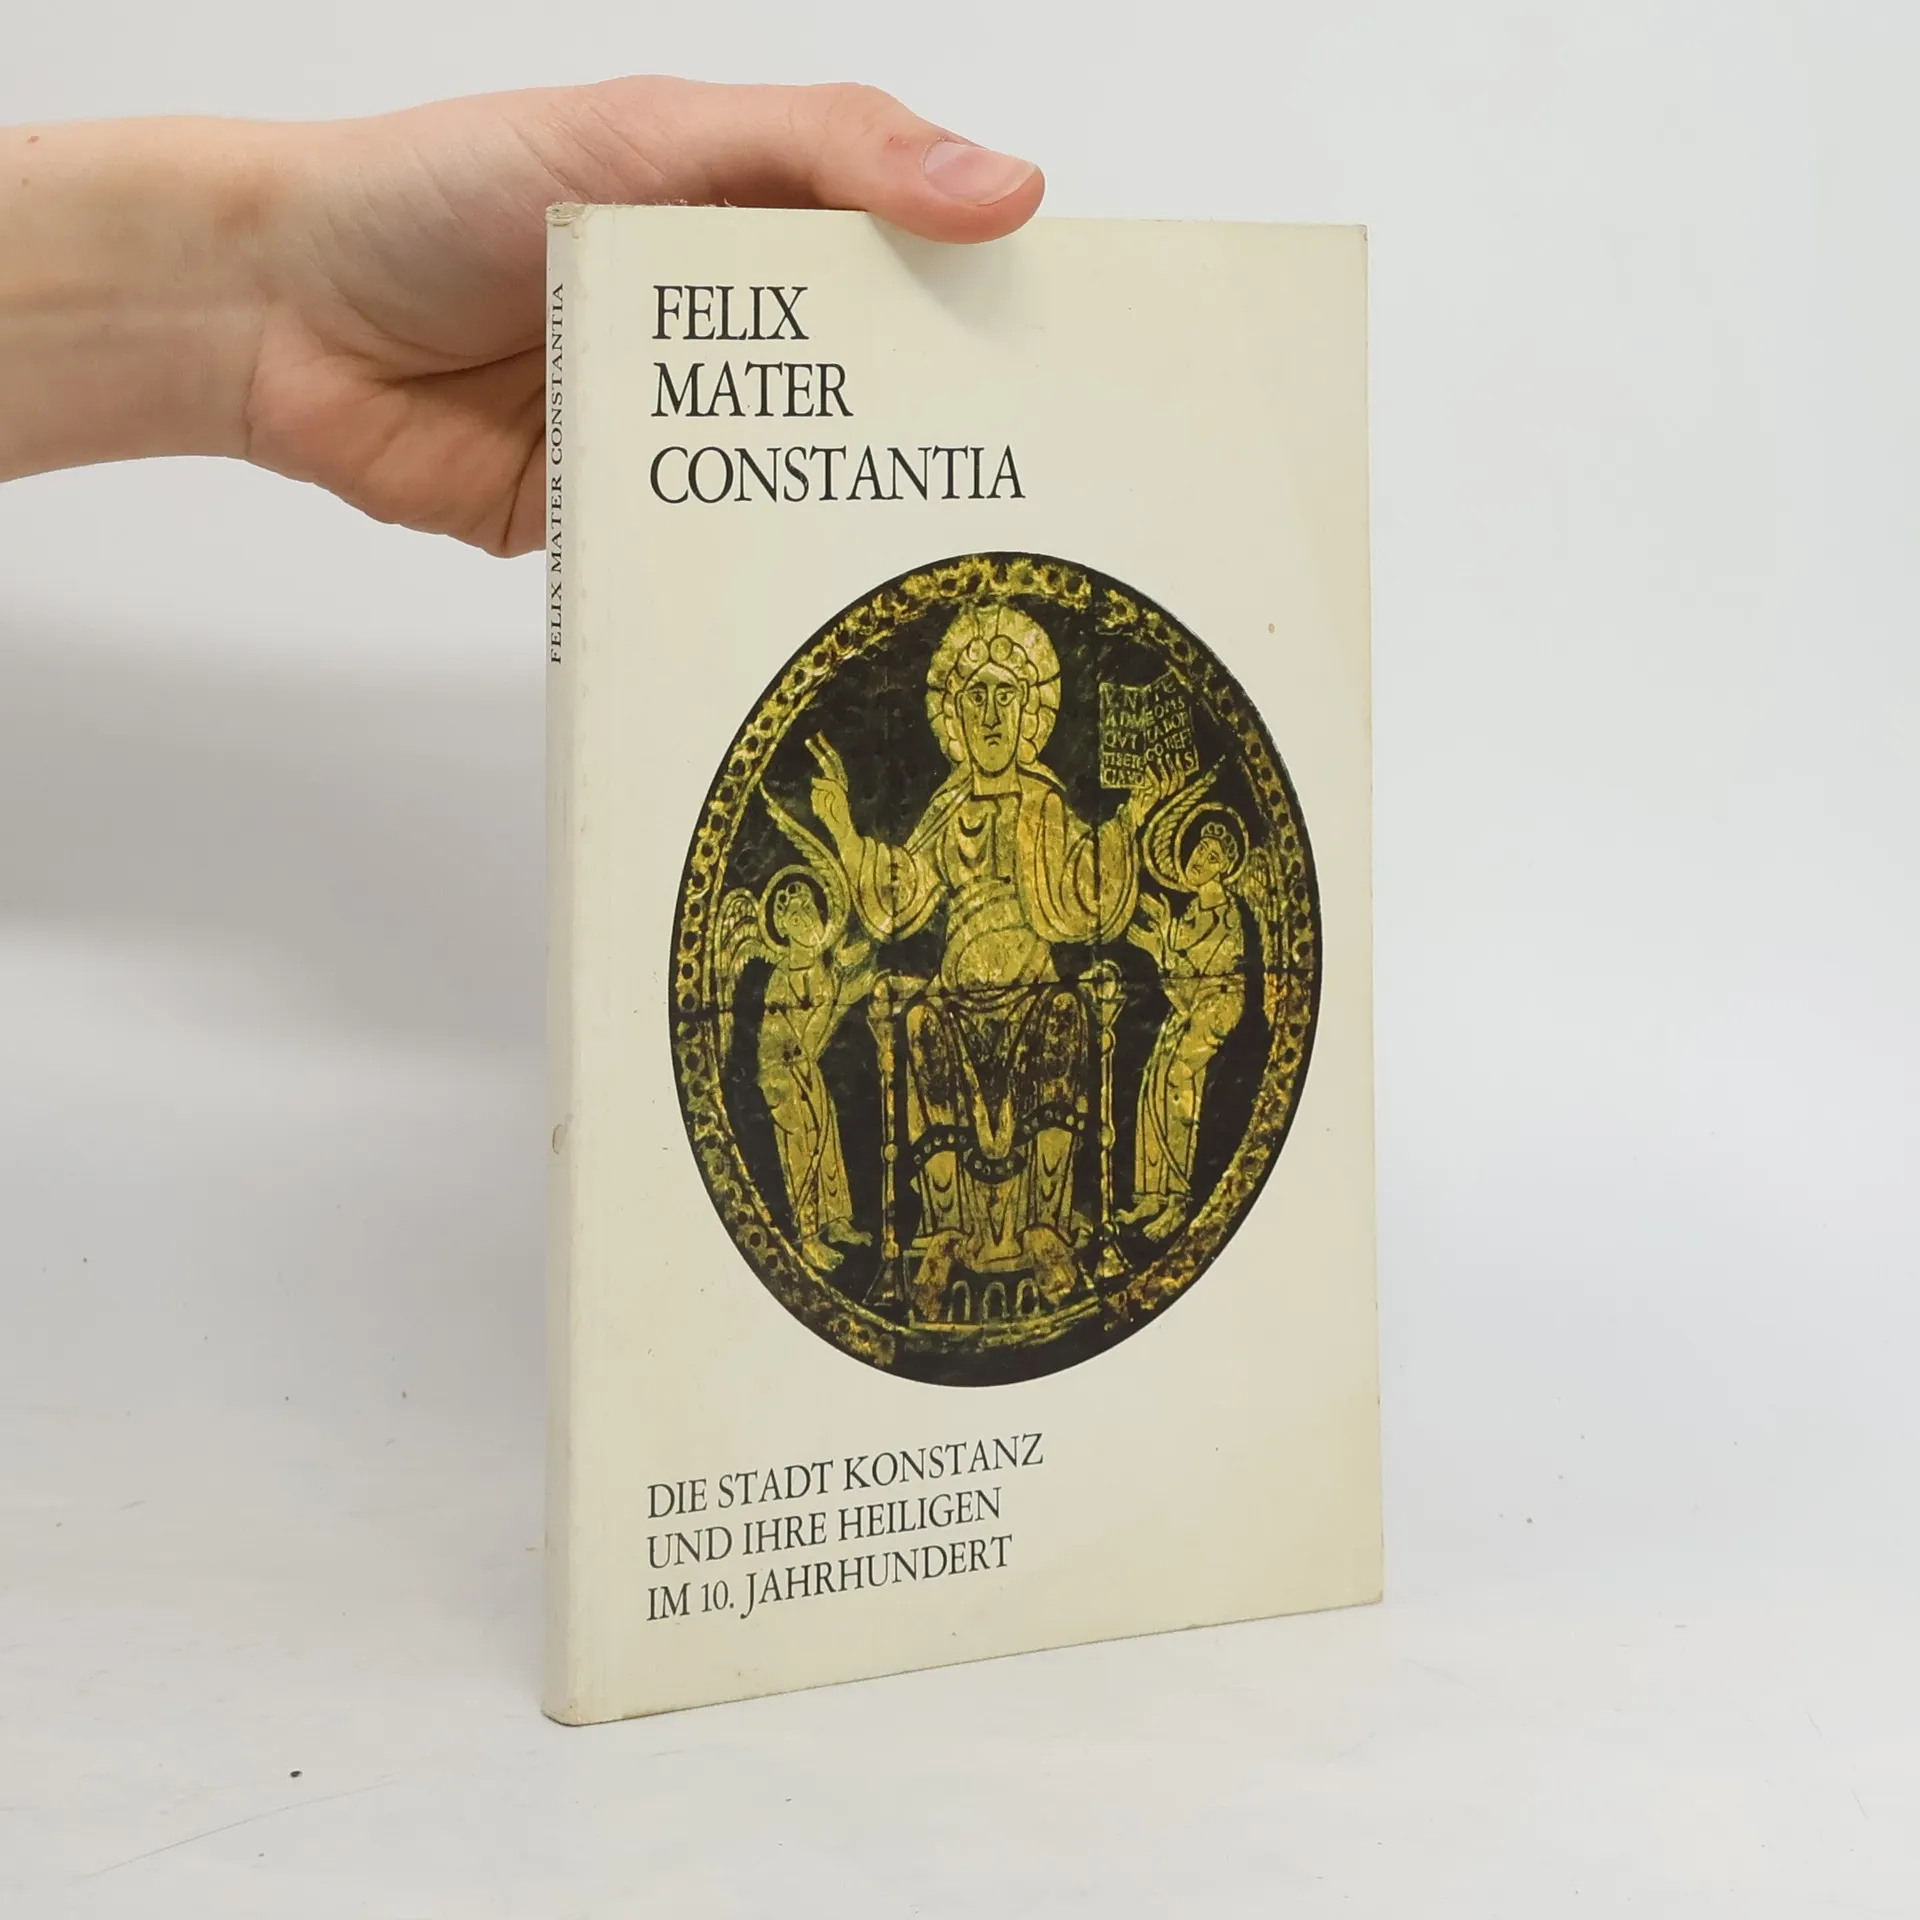 FELIX
MATER
CONSTANTIA
DIE STADT KONSTANZ
UND IHRE HEILIGEN
IM 10. JAHRHUNDERT
FELIX MATER CONSTANTIA